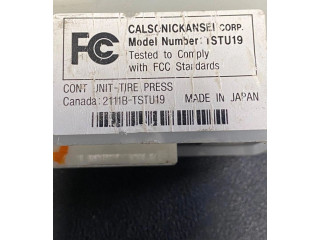 FC
CALSONICKANSEI CORP.
Model Number: TSTU19
Tested to Comply
with FCC Standards
CONT UNIT-TIRE PRESS
Canada: 2111B-TSTU19 MADE IN JAPAN